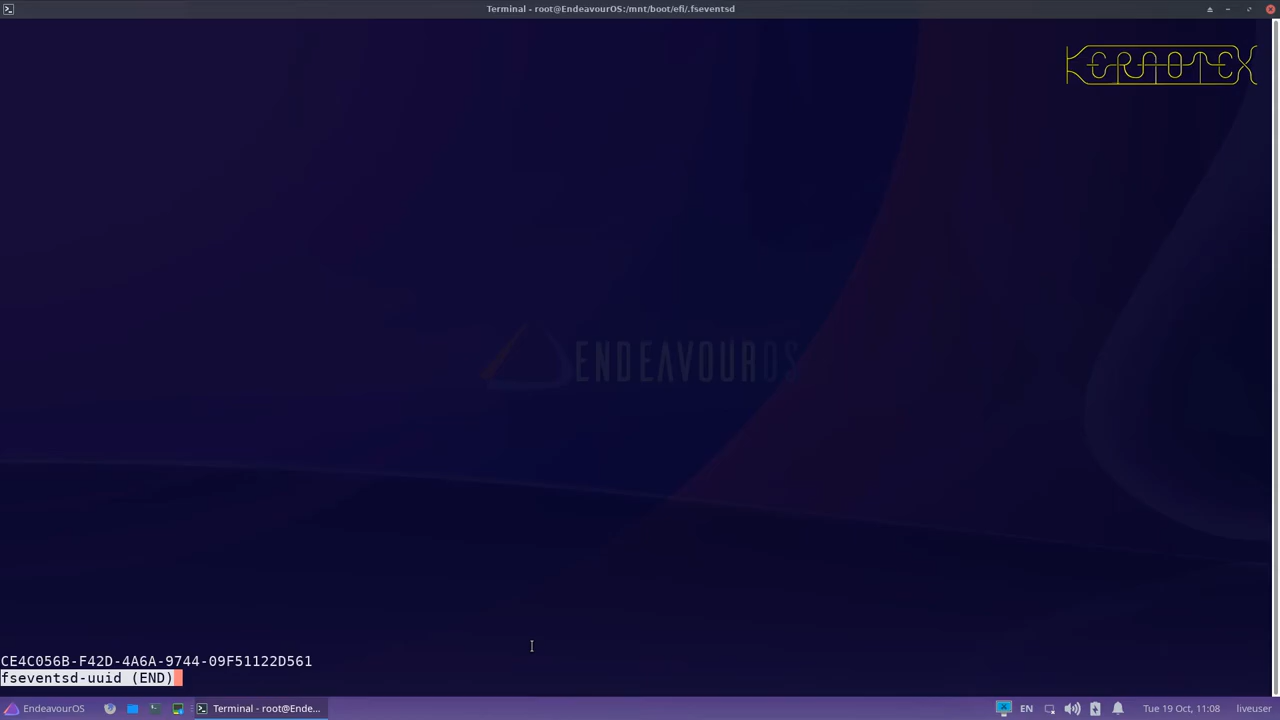 Terminal - root@EndeavourOS:/mnt/boot/efi/.fseventsd
KERNOTEX
ENDEAVOUROS
CE4C056B-F42D-4A6A-9744-09F51122D561
fseventsd-uuid (END)
EndeavourOS
Terminal - root@Ende...
EN
Tue 19 Oct, 11:08
liveuser